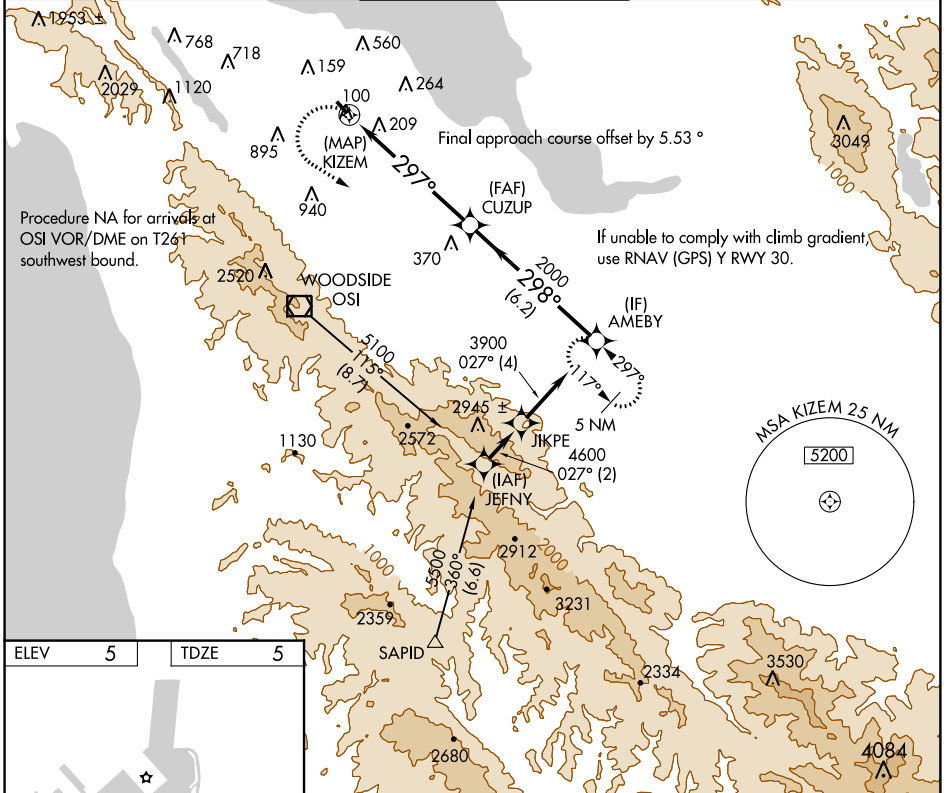 1953 ±
768
718
560
159
264
2029
1120
100
209
895
(MAP)
KIZEM
Final approach course offset by 5.53 °
3049
1000
297°
940
(FAF)
CUZUP
Procedure NA for arrivals at
OSI VOR/DME on T261
southwest bound.
370
If unable to comply with climb gradient,
use RNAV (GPS) Y RWY 30.
2520
WOODSIDE
OSI
2000
298°
(6.2)
(IF)
AMEBY
5100
115°
(8.7)
3900
027° (4)
297°
117°
5 NM
2945 ±
2572
JIKPE
1130
4600
027° (2)
(IAF)
JEFNY
MSA KIZEM 25 NM
5200
1000
2912
2000
5500
360°
(6.6)
3231
2359
SAPID
2334
3530
ELEV 5
TDZE 5
2680
4084